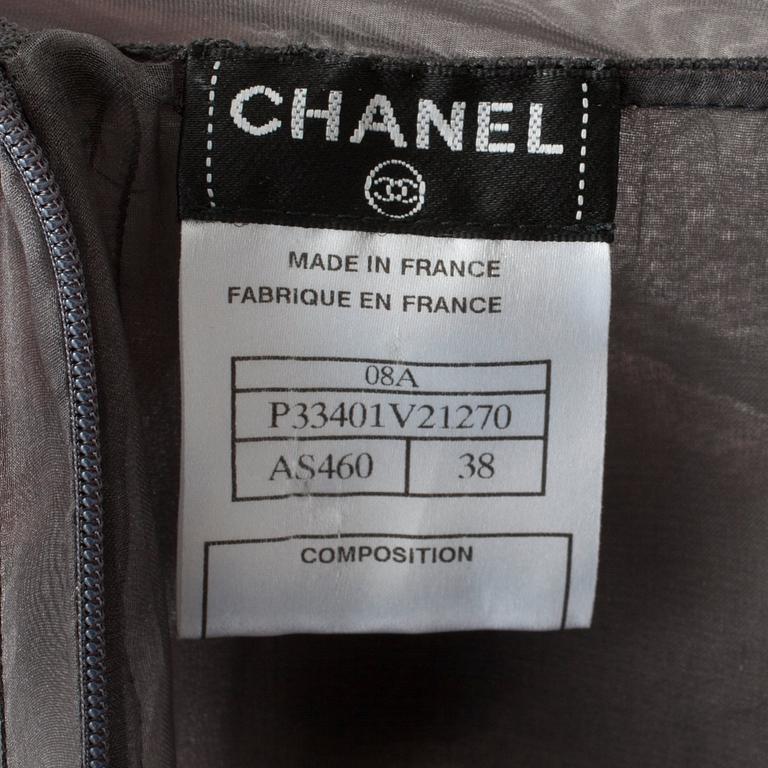 CHANEL
MADE IN FRANCE
FABRIQUE EN FRANCE
08A
P33401V21270
AS460 38
COMPOSITION